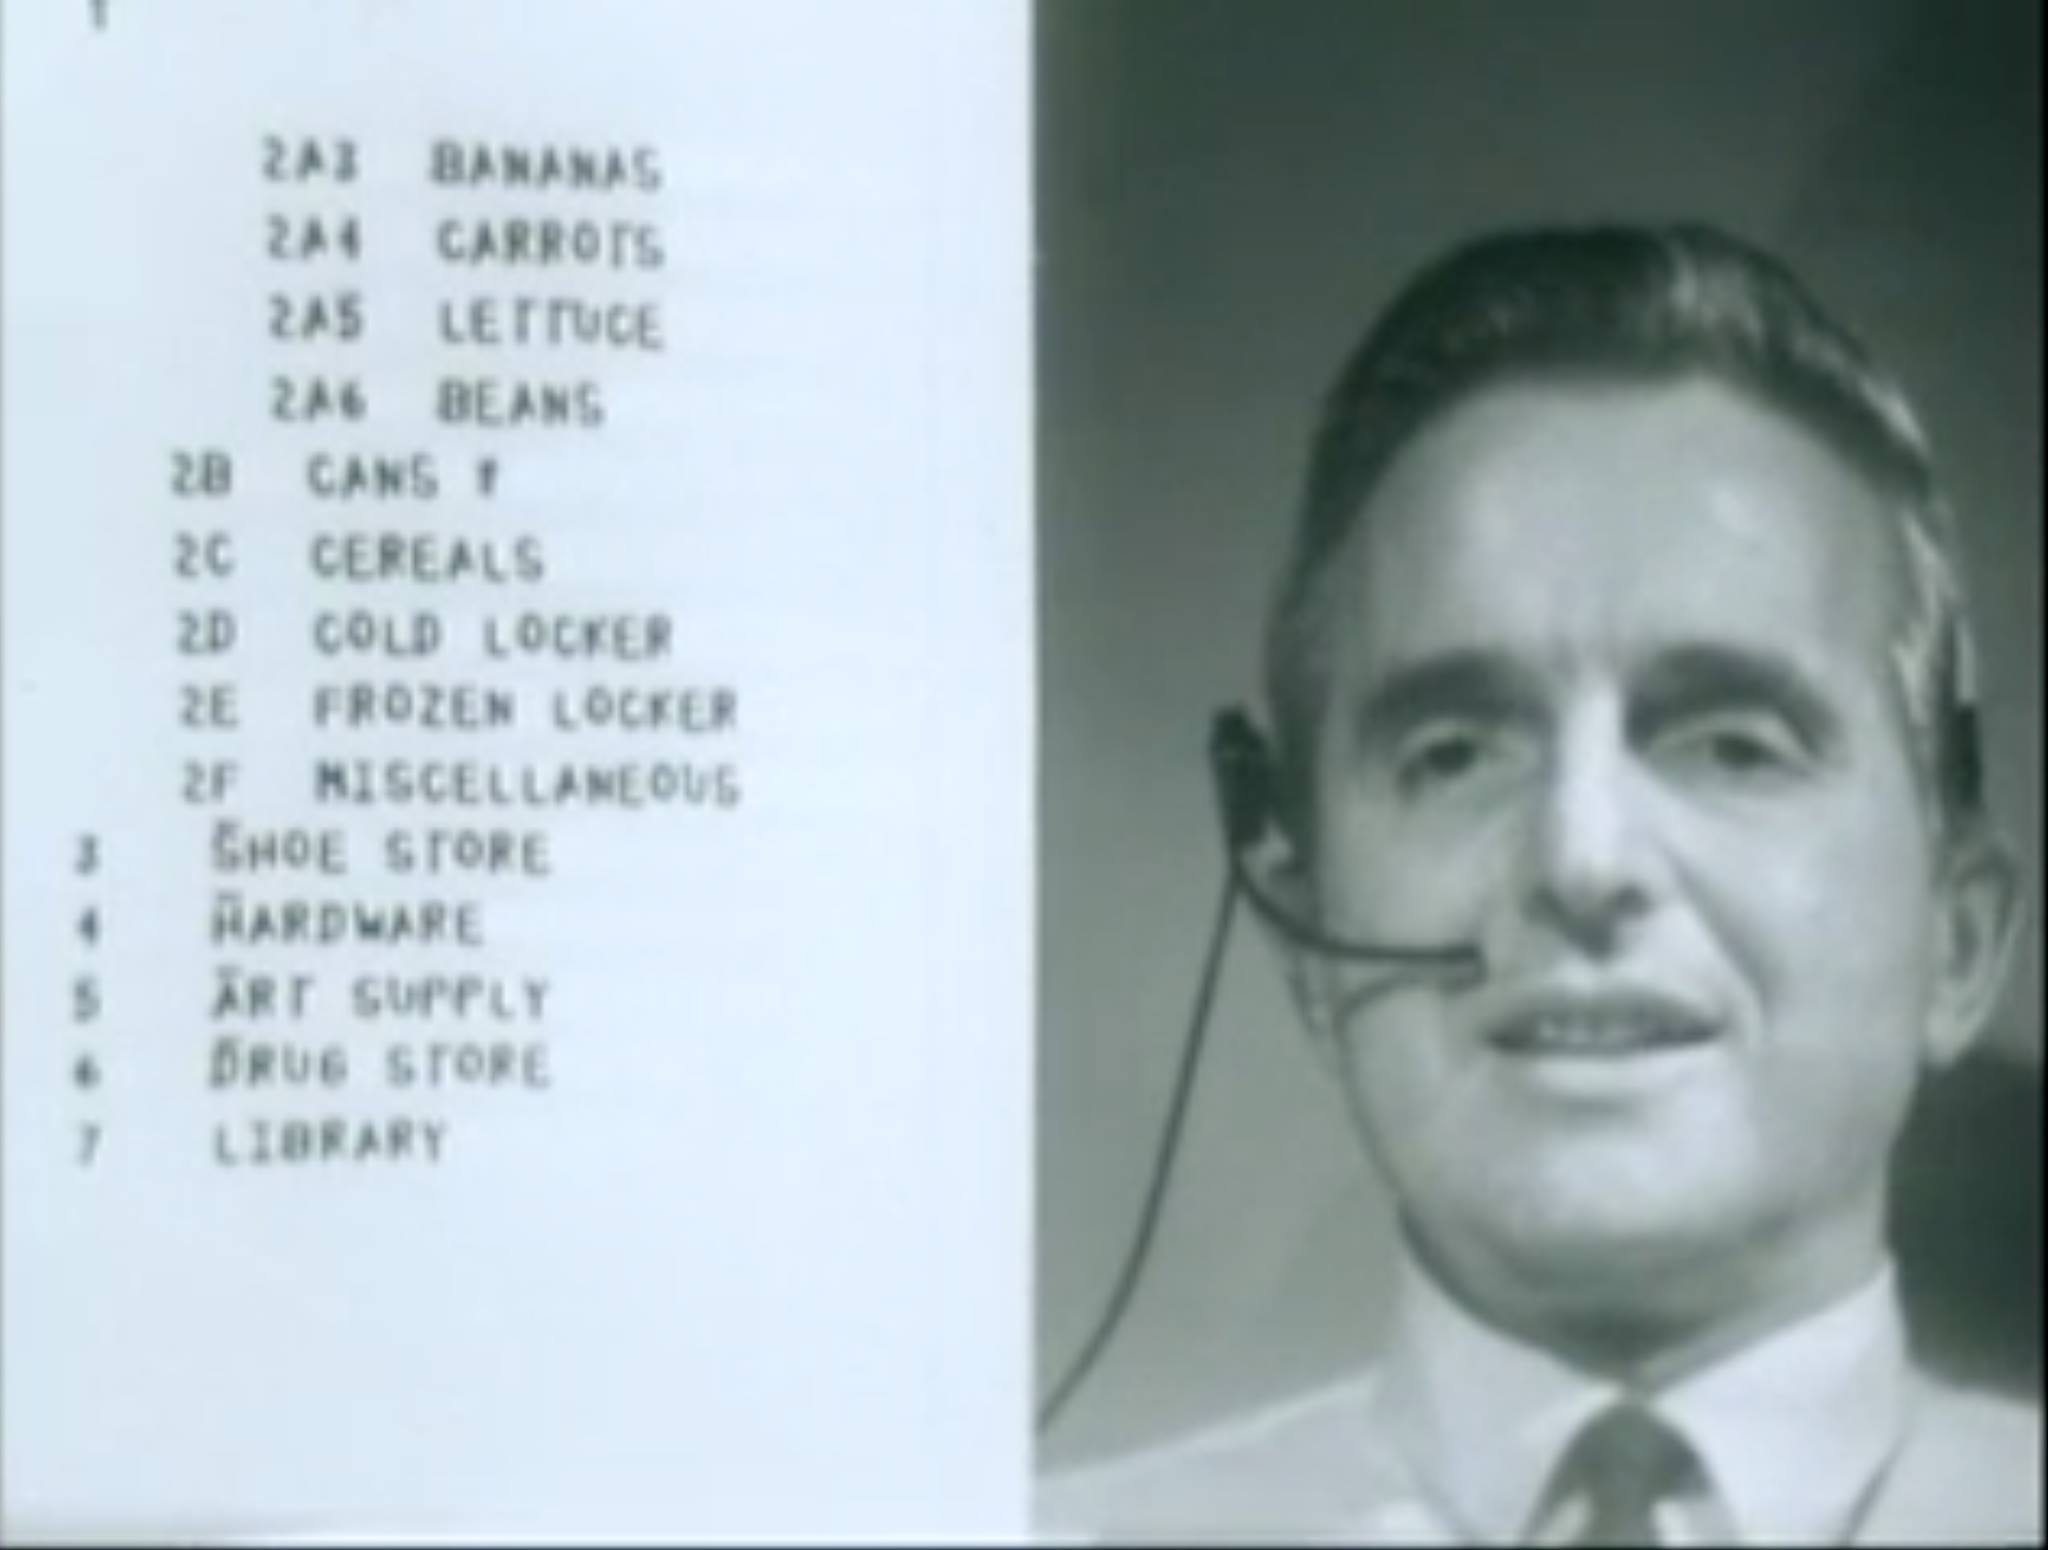 2A3 BANANAS
2A4 CARROTS
2A5 LETTUCE
2A6 BEANS
2B CANS
2C CEREALS
2D COLD LOCKER
2E FROZEN LOCKER
2F MISCELLANEOUS
3 SHOE STORE
4 HARDWARE
5 ART SUPPLY
6 DRUG STORE
7 LIBRARY